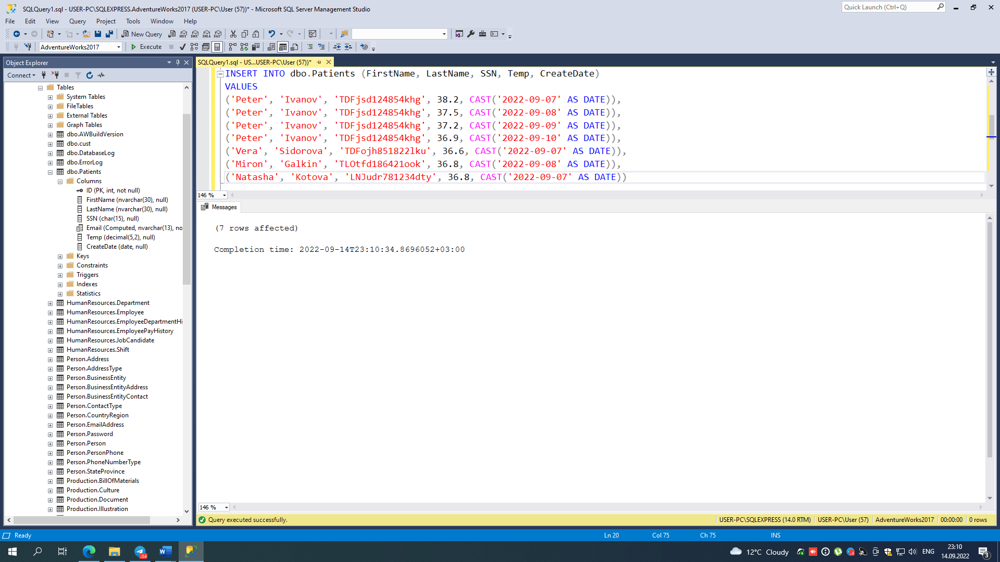 SQLQuery1.sql - USER-PC\SQLEXPRESS.AdventureWorks2017 (USER-PC\User (57))* - Microsoft SQL Server Management Studio
Quick Launch (Ctrl+Q)
File Edit View Query Project Tools Window Help
New Query
MDX DMX XMLA DAX
AdventureWorks2017
Execute
Object Explorer
SQLQuery1.sql - US...USER-PC\User (57))*
Connect
Tables
System Tables
FileTables
External Tables
Graph Tables
dbo.AWBuildVersion
dbo.cust
dbo.DatabaseLog
dbo.ErrorLog
dbo.Patients
Columns
ID (PK, int, not null)
FirstName (nvarchar(30), null)
LastName (nvarchar(30), null)
SSN (char(15), null)
Email (Computed, nvarchar(13), no
Temp (decimal(5,2), null)
CreateDate (date, null)
Keys
Constraints
Triggers
Indexes
Statistics
HumanResources.Department
HumanResources.Employee
HumanResources.EmployeeDepartmentHi
HumanResources.EmployeePayHistory
HumanResources.JobCandidate
HumanResources.Shift
Person.Address
Person.AddressType
Person.BusinessEntity
Person.BusinessEntityAddress
Person.BusinessEntityContact
Person.ContactType
Person.CountryRegion
Person.EmailAddress
Person.Password
Person.Person
Person.PersonPhone
Person.PhoneNumberType
Person.StateProvince
Production.BillOfMaterials
Production.Culture
Production.Document
Production.Illustration
INSERT INTO dbo.Patients (FirstName, LastName, SSN, Temp, CreateDate)
VALUES
('Peter', 'Ivanov', 'TDFjsd124854khg', 38.2, CAST('2022-09-07' AS DATE)),
('Peter', 'Ivanov', 'TDFjsd124854khg', 37.5, CAST('2022-09-08' AS DATE)),
('Peter', 'Ivanov', 'TDFjsd124854khg', 37.2, CAST('2022-09-09' AS DATE)),
('Peter', 'Ivanov', 'TDFjsd124854khg', 36.9, CAST('2022-09-10' AS DATE)),
('Vera', 'Sidorova', 'TDFojh851822lku', 36.6, CAST('2022-09-07' AS DATE)),
('Miron', 'Galkin', 'TLOtfd186421ook', 36.8, CAST('2022-09-08' AS DATE)),
('Natasha', 'Kotova', 'LNJudr781234dty', 36.8, CAST('2022-09-07' AS DATE))
146 %
Messages
(7 rows affected)
Completion time: 2022-09-14T23:10:34.8696052+03:00
146 %
Query executed successfully.
USER-PC\SQLEXPRESS (14.0 RTM) USER-PC\User (57) AdventureWorks2017 00:00:00 0 rows
Ready
Ln 20 Col 75 Ch 75 INS
.04
12°C Cloudy
ENG
23:10
14.09.2022
3